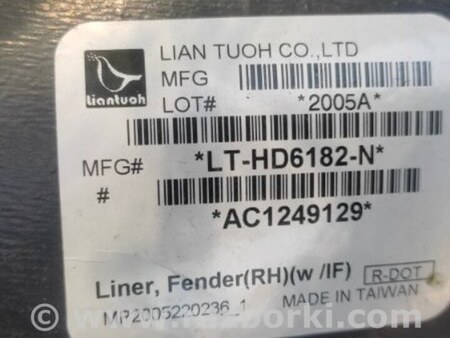 LIAN TUOH CO.,LTD
Liantuoh
MFG
LOT# *2005A*
MFG# *LT-HD6182-N*
# *AC1249129*
Liner, Fender(RH)(w /IF) R-DOT
MP2005220236_1 MADE IN TAIWAN
razborki.com